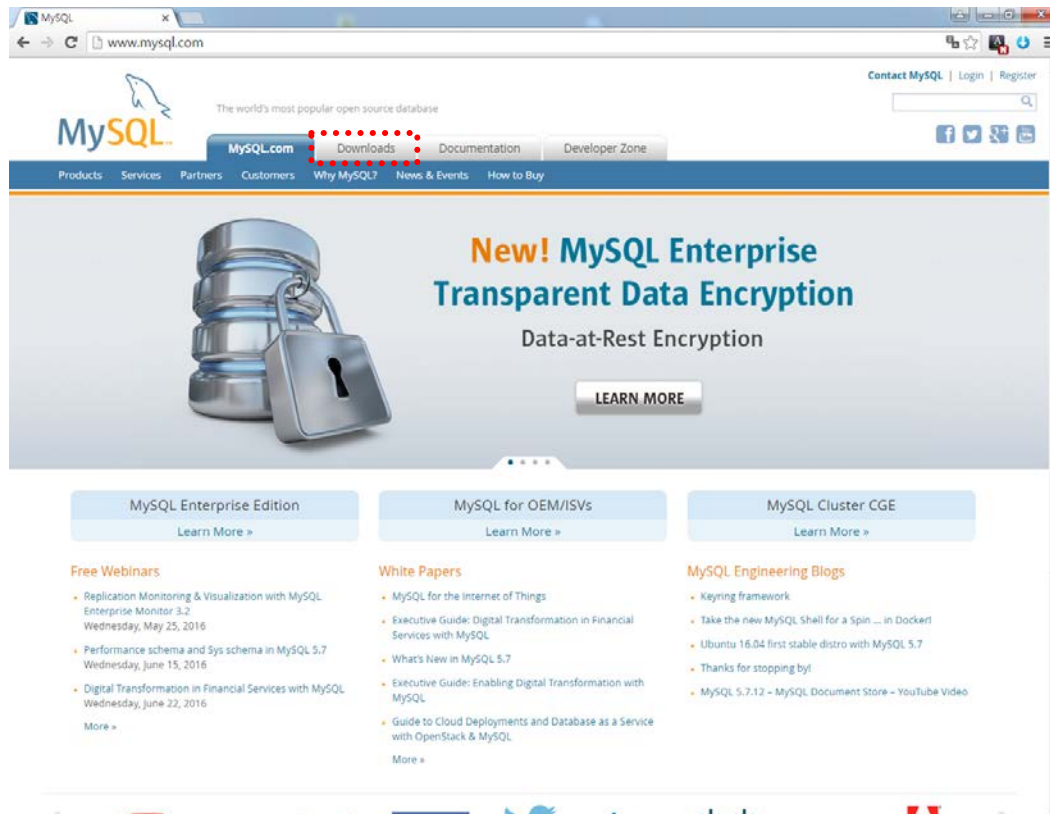 MySQL
www.mysql.com
Contact MySQL | Login | Register
The world's most popular open source database
MySQL™
MySQL.com Downloads Documentation Developer Zone
Products Services Partners Customers Why MySQL? News & Events How to Buy
New! MySQL Enterprise
Transparent Data Encryption
Data-at-Rest Encryption
LEARN MORE
MySQL Enterprise Edition
Learn More »
MySQL for OEM/ISVs
Learn More »
MySQL Cluster CGE
Learn More »
Free Webinars
Replication Monitoring & Visualization with MySQL
Enterprise Monitor 3.2
Wednesday, May 25, 2016
Performance schema and Sys schema in MySQL 5.7
Wednesday, June 15, 2016
Digital Transformation in Financial Services with MySQL
Wednesday, June 22, 2016
More »
White Papers
MySQL for the Internet of Things
Executive Guide: Digital Transformation in Financial
Services with MySQL
What's New in MySQL 5.7
Executive Guide: Enabling Digital Transformation with
MySQL
Guide to Cloud Deployments and Database as a Service
with OpenStack & MySQL
More »
MySQL Engineering Blogs
Keyring framework
Take the new MySQL Shell for a Spin ... in Docker!
Ubuntu 16.04 first stable distro with MySQL 5.7
Thanks for stopping by!
MySQL 5.7.12 – MySQL Document Store – YouTube Video